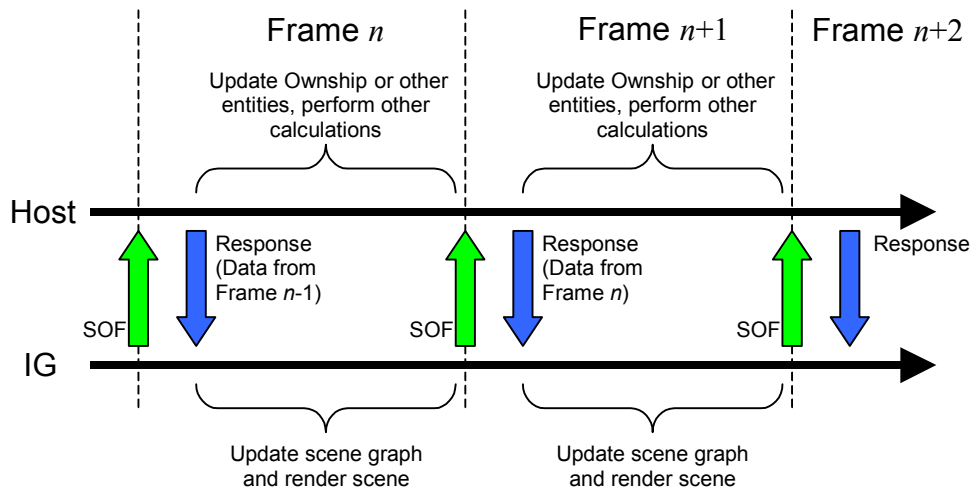 Frame n
Frame n+1
Frame n+2
Update Ownship or other
entities, perform other
calculations
Update Ownship or other
entities, perform other
calculations
Host
Response
(Data from
Frame n-1)
Response
(Data from
Frame n)
Response
SOF
SOF
SOF
IG
Update scene graph
and render scene
Update scene graph
and render scene